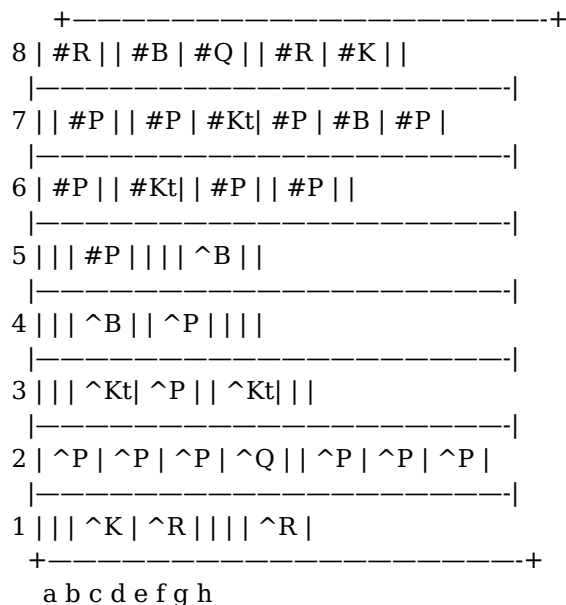 +————————————————————————-+
8 | #R | | #B | #Q | | #R | #K | |
|————————————————————————-|
7 | | #P | | #P | #Kt| #P | #B | #P |
|————————————————————————-|
6 | #P | | #Kt| | #P | | #P | |
|————————————————————————-|
5 | | | #P | | | | ^B | |
|————————————————————————-|
4 | | | ^B | | ^P | | | |
|————————————————————————-|
3 | | | ^Kt| ^P | | ^Kt| | |
|————————————————————————-|
2 | ^P | ^P | ^P | ^Q | | ^P | ^P | ^P |
|————————————————————————-|
1 | | | ^K | ^R | | | | ^R |
+————————————————————————-+
a b c d e f g h